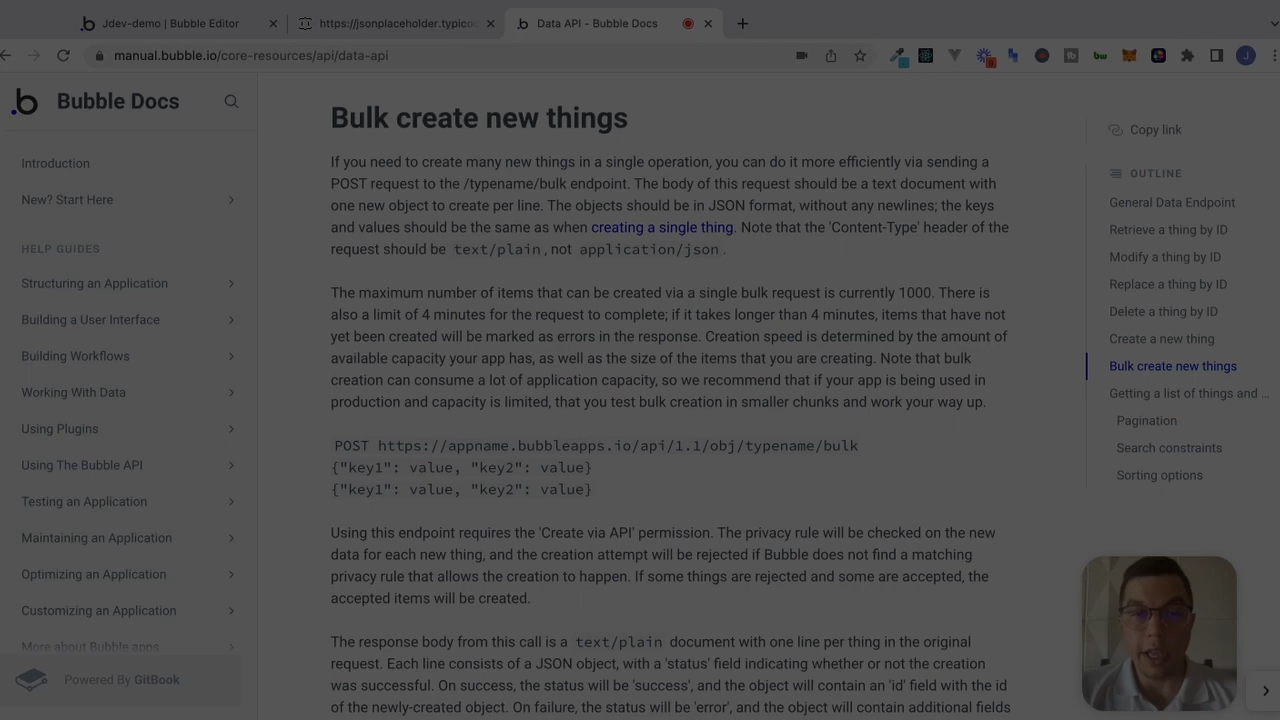 Jdev-demo | Bubble Editor
https://jsonplaceholder.typico
Data API - Bubble Docs
manual.bubble.io/core-resources/api/data-api
J
Bubble Docs
Introduction
New? Start Here
HELP GUIDES
Structuring an Application
Building a User Interface
Building Workflows
Working With Data
Using Plugins
Using The Bubble API
Testing an Application
Maintaining an Application
Optimizing an Application
Customizing an Application
More about Bubble apps
Powered By GitBook
Bulk create new things
If you need to create many new things in a single operation, you can do it more efficiently via sending a
POST request to the /typename/bulk endpoint. The body of this request should be a text document with
one new object to create per line. The objects should be in JSON format, without any newlines; the keys
and values should be the same as when creating a single thing. Note that the 'Content-Type' header of the
request should be text/plain, not application/json.
The maximum number of items that can be created via a single bulk request is currently 1000. There is
also a limit of 4 minutes for the request to complete; if it takes longer than 4 minutes, items that have not
yet been created will be marked as errors in the response. Creation speed is determined by the amount of
available capacity your app has, as well as the size of the items that you are creating. Note that bulk
creation can consume a lot of application capacity, so we recommend that if your app is being used in
production and capacity is limited, that you test bulk creation in smaller chunks and work your way up.
POST https://appname.bubbleapps.io/api/1.1/obj/typename/bulk
{"key1": value, "key2": value}
{"key1": value, "key2": value}
Using this endpoint requires the 'Create via API' permission. The privacy rule will be checked on the new
data for each new thing, and the creation attempt will be rejected if Bubble does not find a matching
privacy rule that allows the creation to happen. If some things are rejected and some are accepted, the
accepted items will be created.
The response body from this call is a text/plain document with one line per thing in the original
request. Each line consists of a JSON object, with a 'status' field indicating whether or not the creation
was successful. On success, the status will be 'success', and the object will contain an 'id' field with the id
of the newly-created object. On failure, the status will be 'error', and the object will contain additional fields
Copy link
OUTLINE
General Data Endpoint
Retrieve a thing by ID
Modify a thing by ID
Replace a thing by ID
Delete a thing by ID
Create a new thing
Bulk create new things
Getting a list of things and ...
Pagination
Search constraints
Sorting options